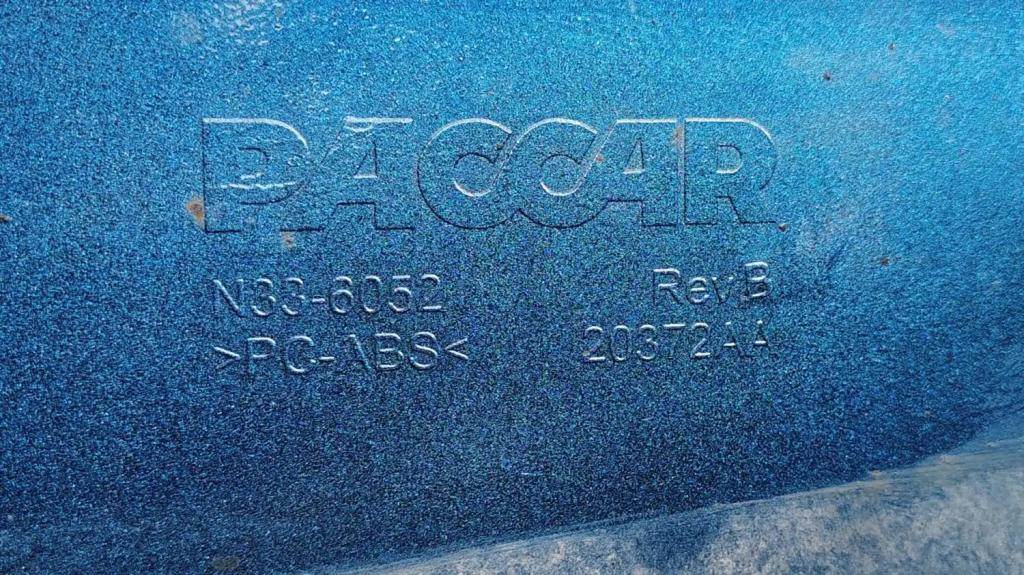 PACCAR
N33-6052 Rev.B
>PC-ABS< 20372AA